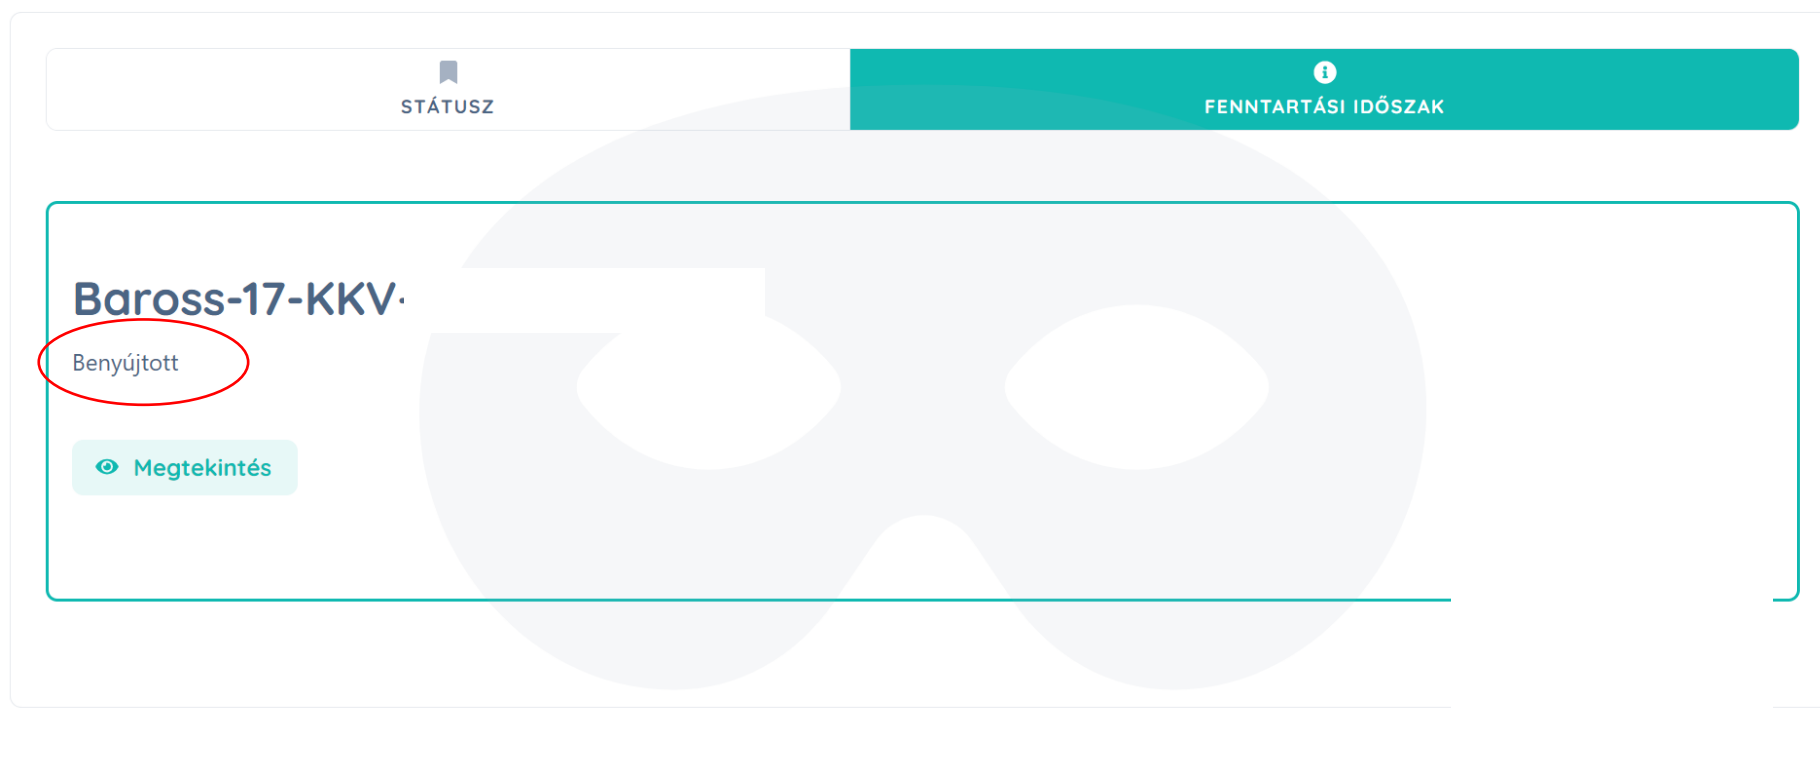 STÁTUSZ
FENNTARTÁSI IDŐSZAK
Baross-17-KKV-
Benyújtott
Megtekintés